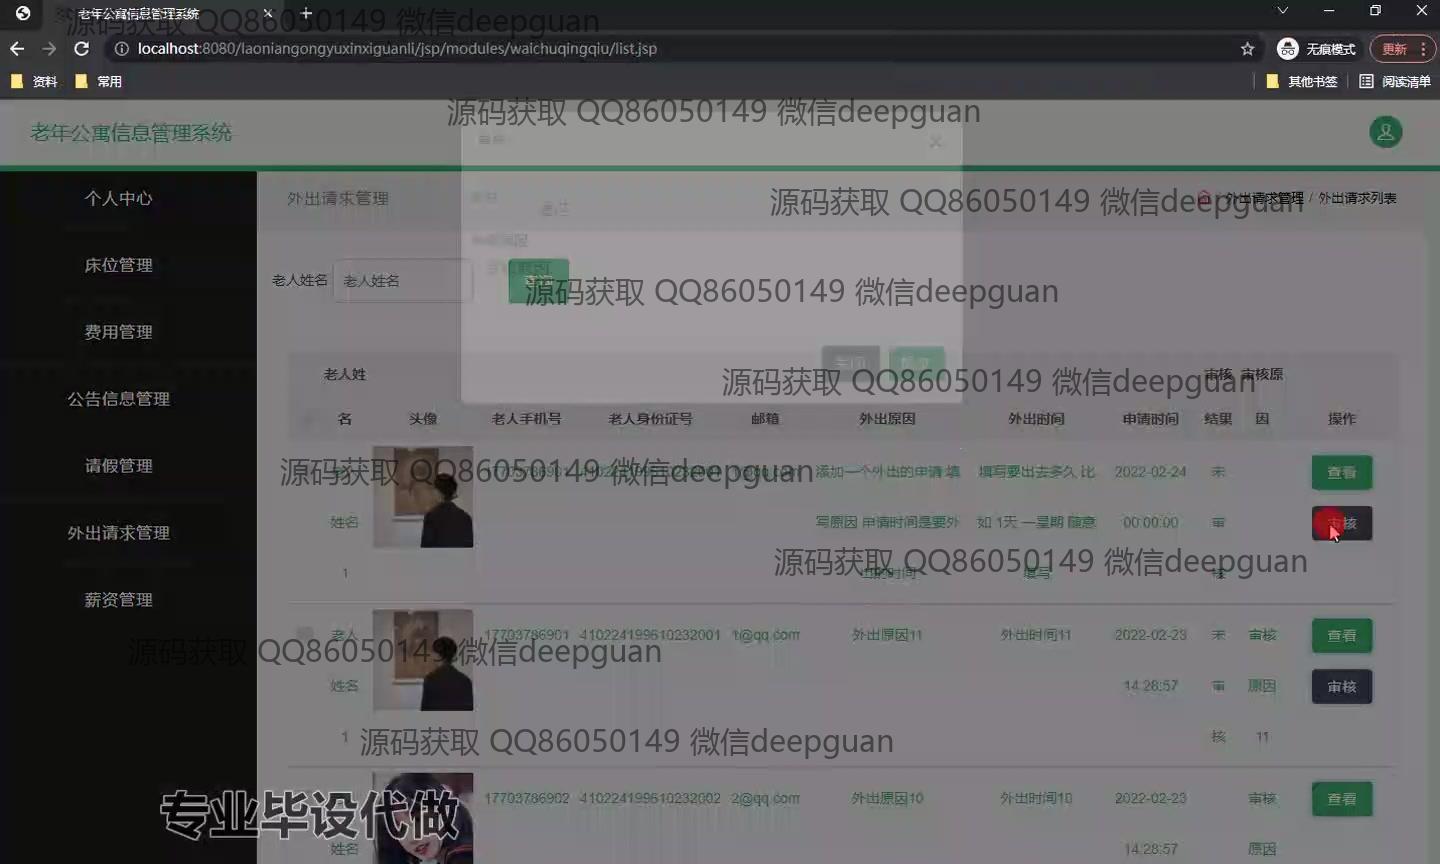 老年公寓信息管理系统
源码获取 QQ86050149 微信deepguan
localhost:8080/laoniangongyuxinxiguanli/jsp/modules/waichuqingqiu/list.jsp
无痕模式
更新
资料
常用
其他书签
阅读清单
源码获取 QQ86050149 微信deepguan
老年公寓信息管理系统
个人中心
床位管理
费用管理
公告信息管理
请假管理
外出请求管理
薪资管理
外出请求管理
源码获取 QQ86050149 微信deepguan
外出请求管理 / 外出请求列表
老人姓名
老人姓名
源码获取 QQ86050149 微信deepguan
源码获取 QQ86050149 微信deepguan
老人姓名
头像
老人手机号
老人身份证号
邮箱
外出原因
外出时间
申请时间
审核结果
审核原因
操作
源码获取 QQ86050149 微信deepguan
姓名
1
添加一个外出的申请 填
写原因 申请时间是要外
出的时间
填写要出去多久 比
如 1天 一星期 随意
填写
2022-02-24
00:00:00
未
审
核
查看
审核
源码获取 QQ86050149 微信deepguan
老人
姓名
1
17703786901
410224199610232001
1@qq.com
外出原因11
外出时间11
2022-02-23
14:28:57
未
审
核
审核
原因
11
查看
审核
源码获取 QQ86050149 微信deepguan
源码获取 QQ86050149 微信deepguan
姓名
17703786902
410224199610232002
2@qq.com
外出原因10
外出时间10
2022-02-23
14:28:57
审核
原因
查看
专业毕设代做